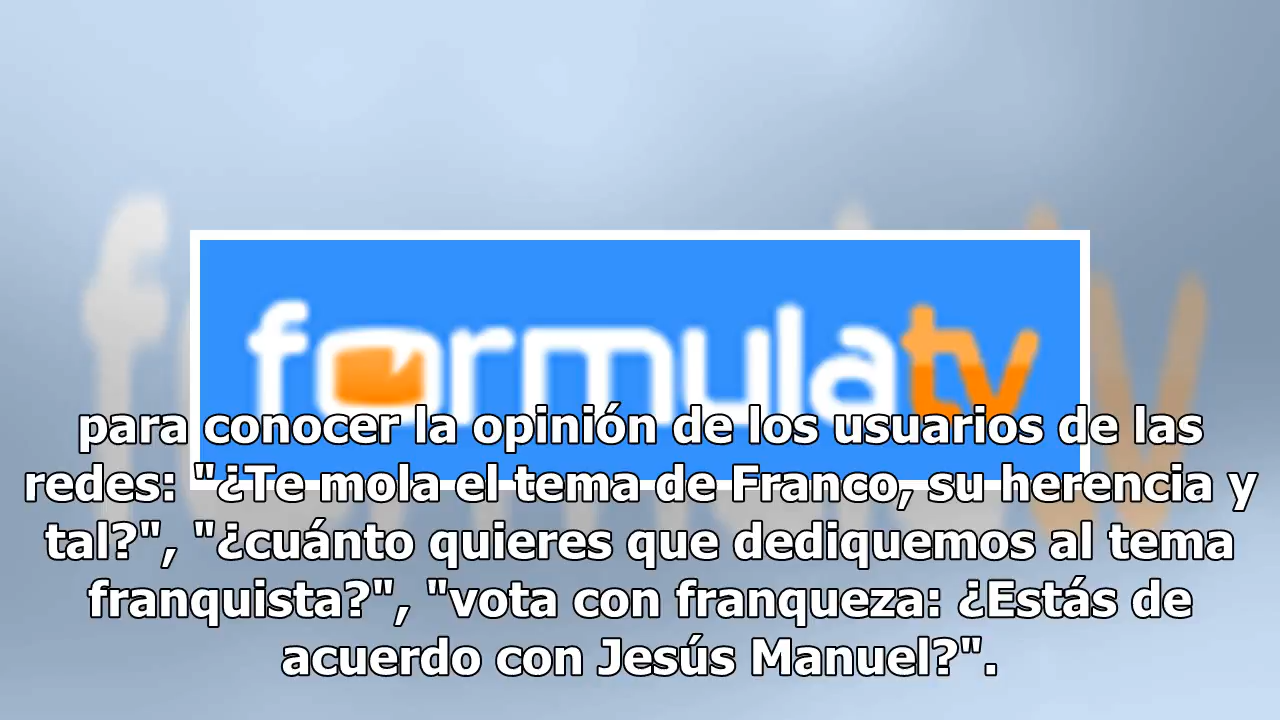 formulatv
para conocer la opinión de los usuarios de las
redes: "¿Te mola el tema de Franco, su herencia y
tal?", "¿cuánto quieres que dediquemos al tema
franquista?", "vota con franqueza: ¿Estás de
acuerdo con Jesús Manuel?".